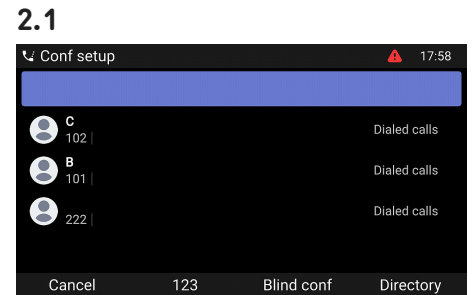 2.1
Conf setup 17:58
C
102 | Dialed calls
B
101 | Dialed calls
222 | Dialed calls
Cancel 123 Blind conf Directory